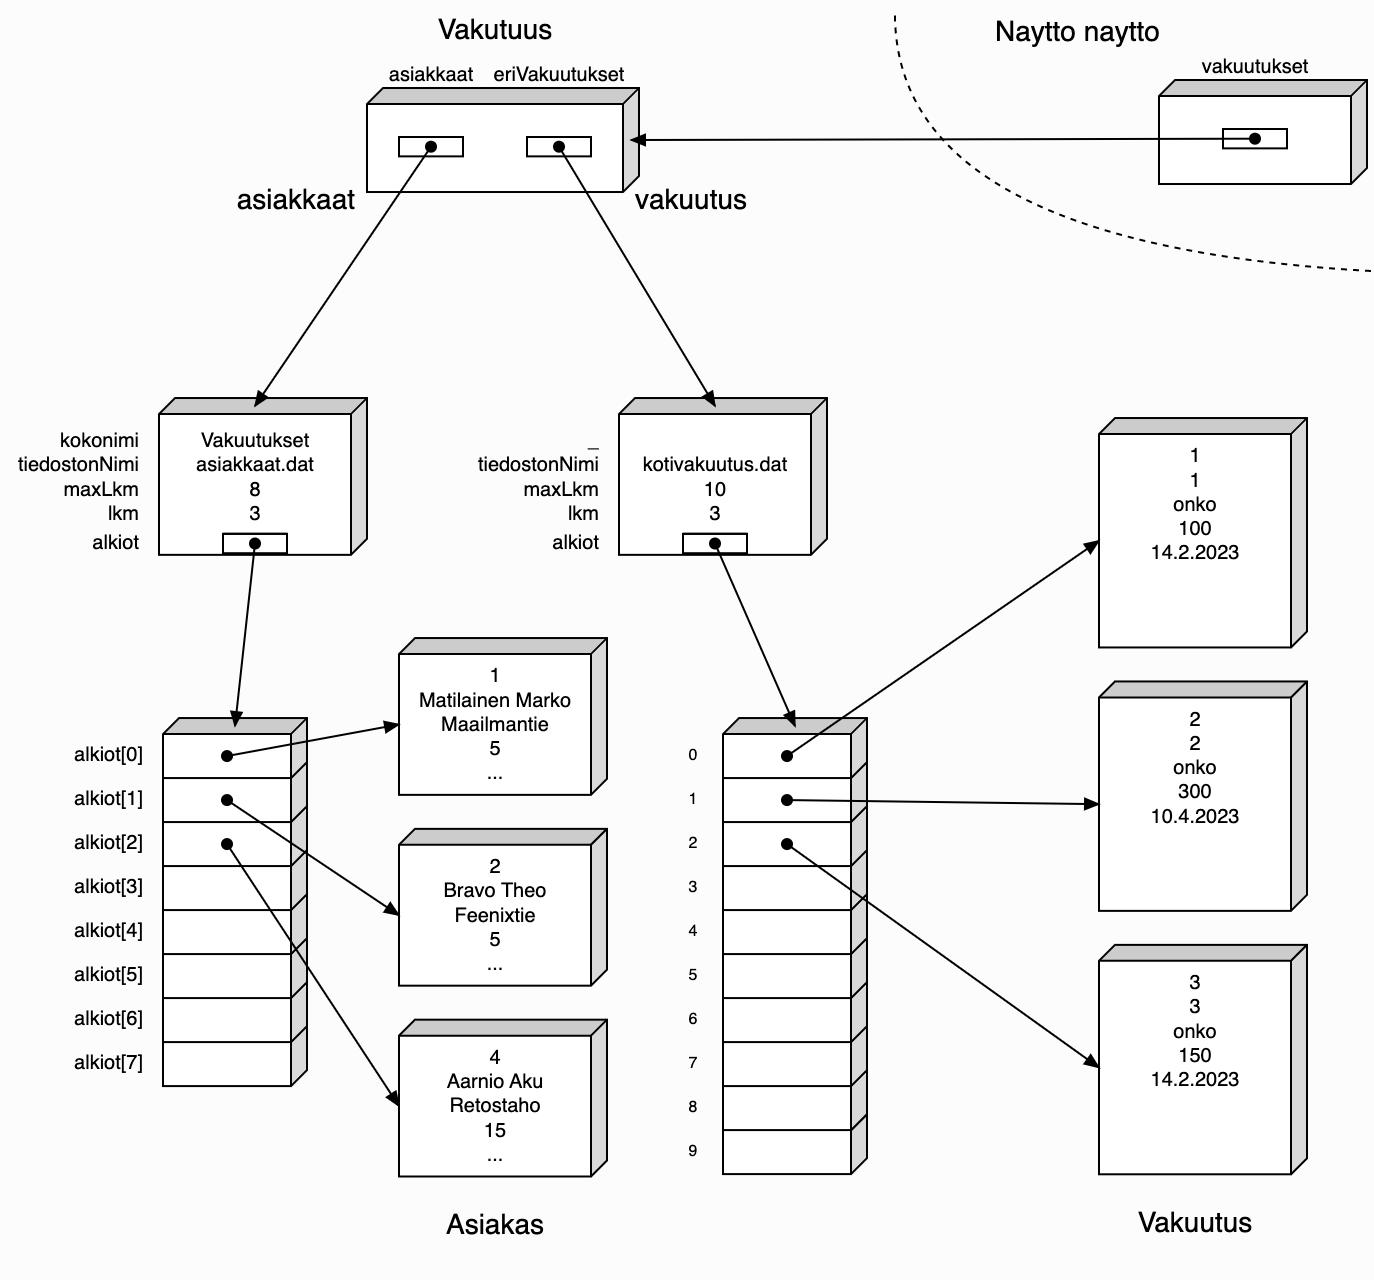 Vakutuus
Naytto naytto
asiakkaat eriVakuutukset
vakuutukset
asiakkaat
vakuutus
kokonimi
tiedostonNimi
maxLkm
lkm
alkiot
Vakuutukset
asiakkaat.dat
8
3
_
tiedostonNimi
maxLkm
lkm
alkiot
kotivakuutus.dat
10
3
alkiot[0]
alkiot[1]
alkiot[2]
alkiot[3]
alkiot[4]
alkiot[5]
alkiot[6]
alkiot[7]
1
Matilainen Marko
Maailmantie
5
...
2
Bravo Theo
Feenixtie
5
...
4
Aarnio Aku
Retostaho
15
...
Asiakas
0
1
2
3
4
5
6
7
8
9
1
1
onko
100
14.2.2023
2
2
onko
300
10.4.2023
3
3
onko
150
14.2.2023
Vakuutus